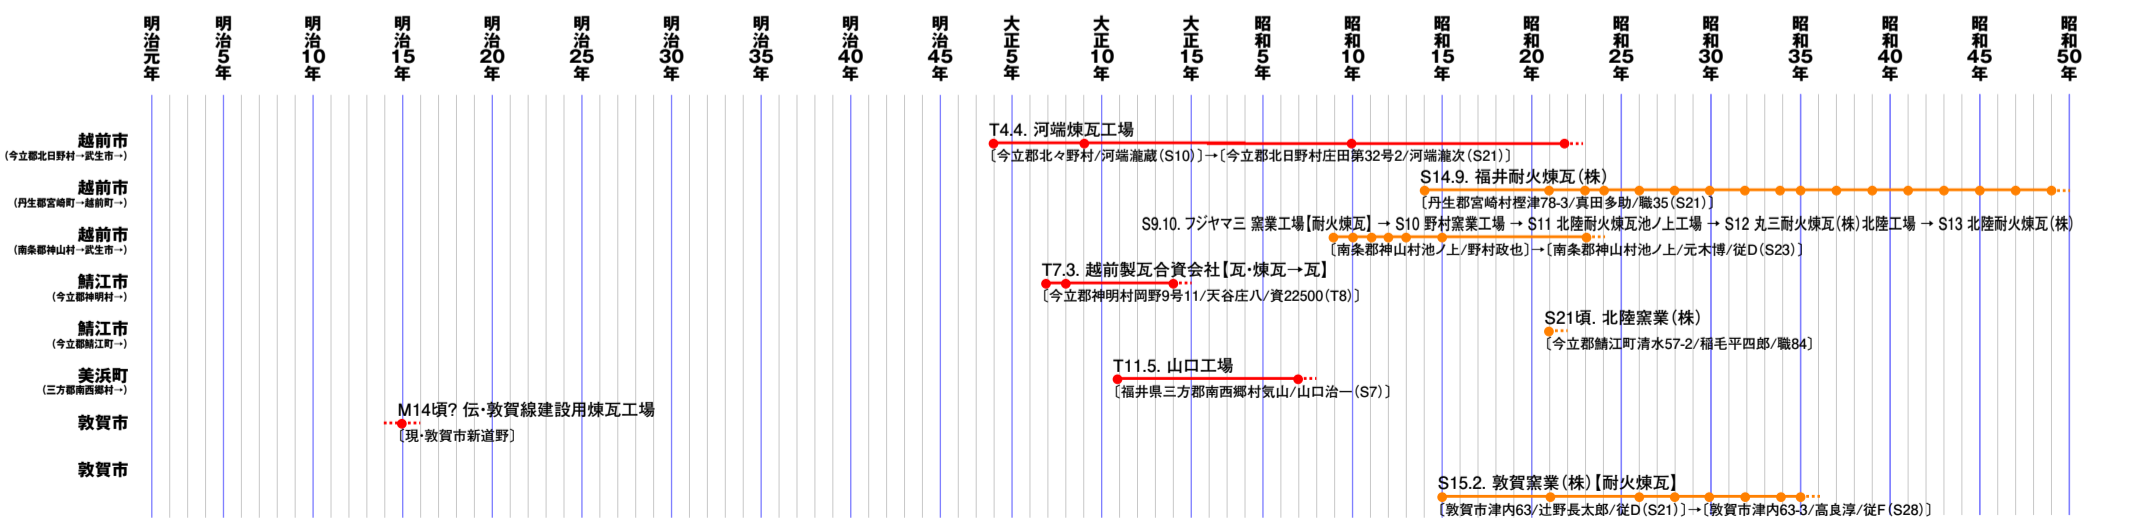 明治元年 明治5年 明治10年 明治15年 明治20年 明治25年 明治30年 明治35年 明治40年 明治45年 大正5年 大正10年 大正15年 昭和5年 昭和10年 昭和15年 昭和20年 昭和25年 昭和30年 昭和35年 昭和40年 昭和45年 昭和50年
越前市
（今立郡北日野村→武生市→）
T4.4. 河端煉瓦工場
〔今立郡北々野村/河端瀧蔵（S10）〕→〔今立郡北日野村庄田第32号2/河端瀧次（S21）〕
越前市
（丹生郡宮崎町→越前町→）
S14.9. 福井耐火煉瓦（株）
〔丹生郡宮崎村樫津78-3/真田多助/職35（S21）〕
越前市
（南条郡神山村→武生市→）
S9.10. フジヤマ三 窯業工場【耐火煉瓦】 → S10 野村窯業工場 → S11 北陸耐火煉瓦池ノ上工場 → S12 丸三耐火煉瓦（株）北陸工場 → S13 北陸耐火煉瓦（株）
〔南条郡神山村池ノ上/野村政也〕→〔南条郡神山村池ノ上/元木博/従D（S23）〕
鯖江市
（今立郡神明村→）
T7.3. 越前製瓦合資会社【瓦・煉瓦→瓦】
〔今立郡神明村岡野9号11/天谷庄八/資22500（T8）〕
鯖江市
（今立郡鯖江町→）
S21頃. 北陸窯業（株）
〔今立郡鯖江町清水57-2/稲毛平四郎/職84〕
美浜町
（三方郡南西郷村→）
T11.5. 山口工場
〔福井県三方郡南西郷村気山/山口治一（S7）〕
敦賀市
M14頃? 伝・敦賀線建設用煉瓦工場
〔現・敦賀市新道野〕
敦賀市
S15.2. 敦賀窯業（株）【耐火煉瓦】
〔敦賀市津内63/辻野長太郎/従D（S21）〕→〔敦賀市津内63-3/高良淳/従F（S28）〕